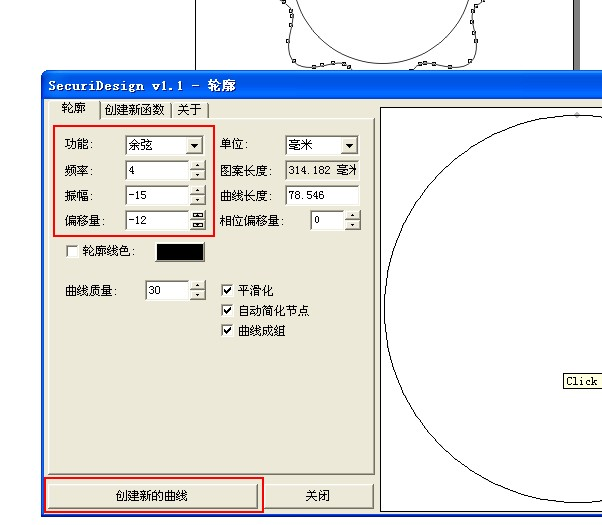 SecuriDesign v1.1 - 轮廓
轮廓 创建新函数 关于
功能: 余弦 单位: 毫米
频率: 4 图案长度: 314.182 毫米
振幅: -15 曲线长度: 78.546
偏移量: -12 相位偏移量: 0
轮廓线色:
曲线质量: 30 平滑化
自动简化节点
曲线成组
Click
创建新的曲线 关闭